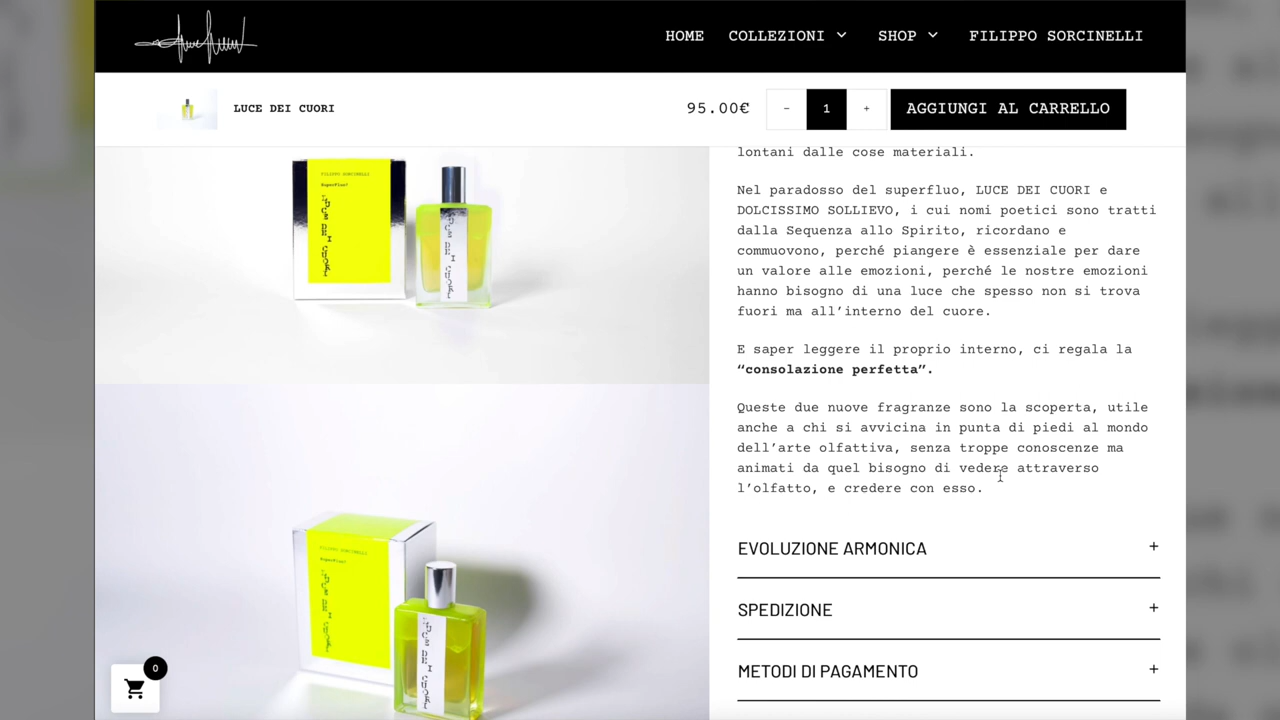 HOME COLLEZIONI SHOP FILIPPO SORCINELLI
LUCE DEI CUORI
95.00€ - 1 + AGGIUNGI AL CARRELLO
lontani dalle cose materiali.
Nel paradosso del superfluo, LUCE DEI CUORI e
DOLCISSIMO SOLLIEVO, i cui nomi poetici sono tratti
dalla Sequenza allo Spirito, ricordano e
commuovono, perché piangere è essenziale per dare
un valore alle emozioni, perché le nostre emozioni
hanno bisogno di una luce che spesso non si trova
fuori ma all’interno del cuore.
E saper leggere il proprio interno, ci regala la
“consolazione perfetta”.
Queste due nuove fragranze sono la scoperta, utile
anche a chi si avvicina in punta di piedi al mondo
dell’arte olfattiva, senza troppe conoscenze ma
animati da quel bisogno di vedere attraverso
l’olfatto, e credere con esso.
EVOLUZIONE ARMONICA +
SPEDIZIONE +
METODI DI PAGAMENTO +
FILIPPO SORCINELLI
FILIPPO SORCINELLI
0